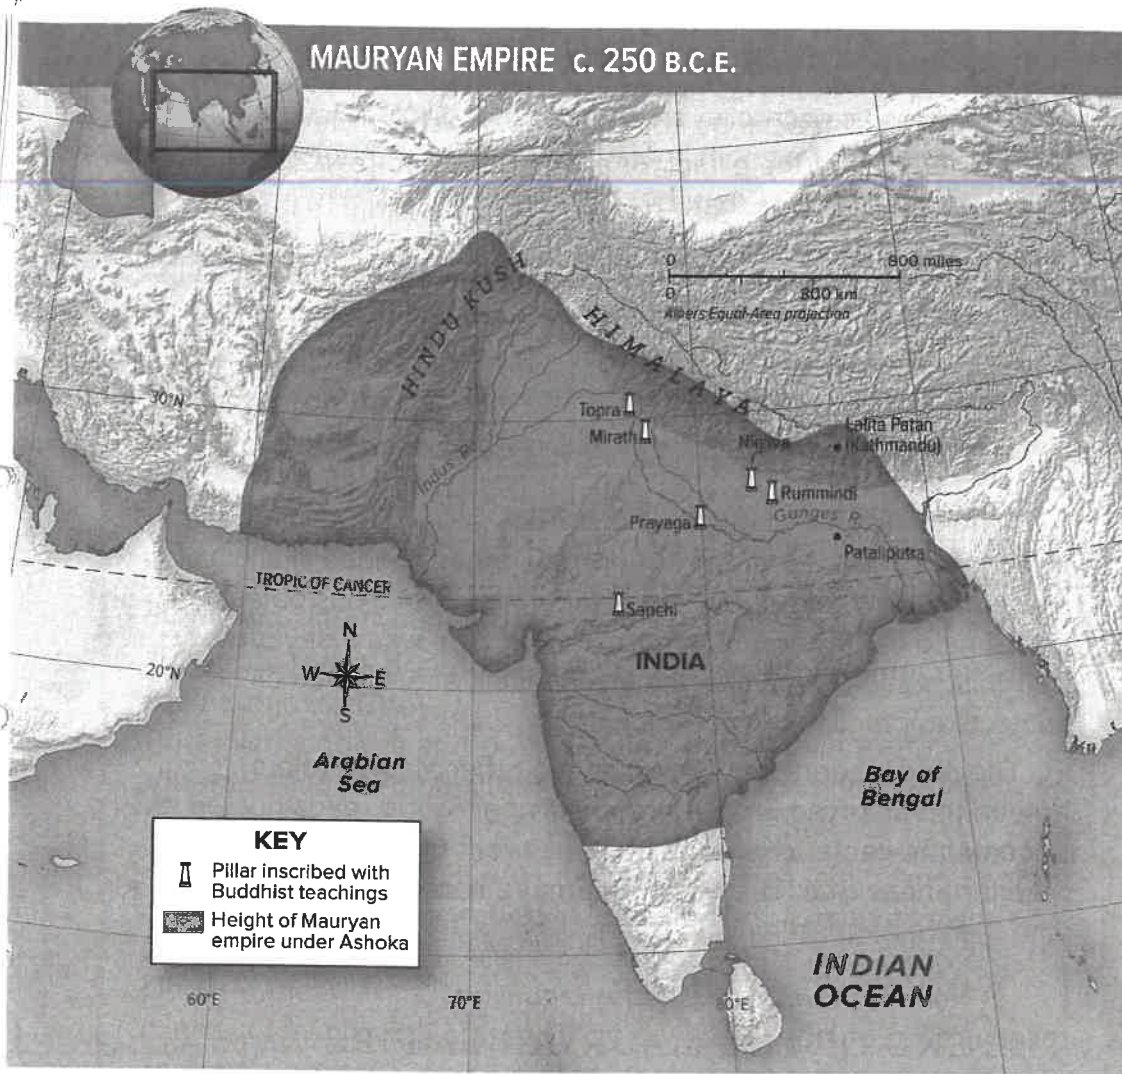 MAURYAN EMPIRE c. 250 B.C.E.
0 800 miles
0 800 km
Albers Equal-Area projection
HINDU KUSH
HIMALAYA
30°N
Topra
Mirath
Nigliva
Lalita Patan
(Kathmandu)
Indus R.
Rummindi
Ganges R.
Prayaga
Pataliputra
TROPIC OF CANCER
Sanchi
N
W E
S
INDIA
20°N
Arabian
Sea
Bay of
Bengal
KEY
Pillar inscribed with
Buddhist teachings
Height of Mauryan
empire under Ashoka
INDIAN
OCEAN
60°E
70°E
0°E